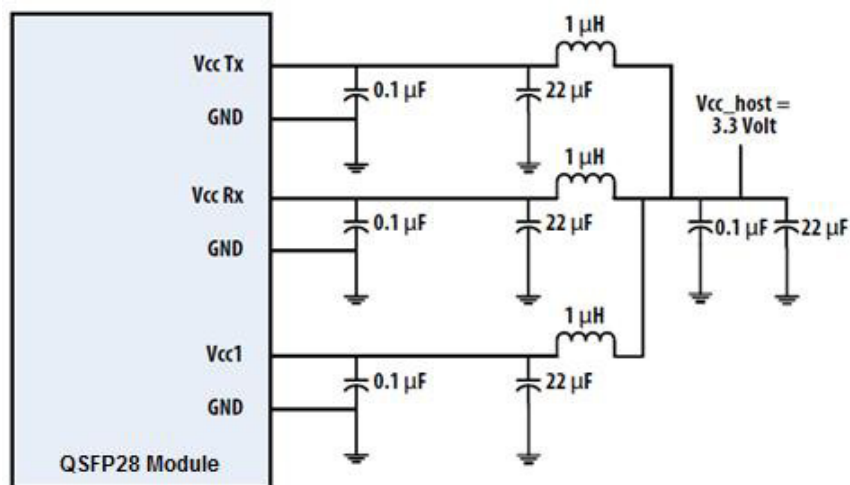 1 μH
Vcc Tx
0.1 μF
22 μF
GND
Vcc_host =
3.3 Volt
1 μH
Vcc Rx
0.1 μF
22 μF
0.1 μF
22 μF
GND
1 μH
Vcc1
0.1 μF
22 μF
GND
QSFP28 Module